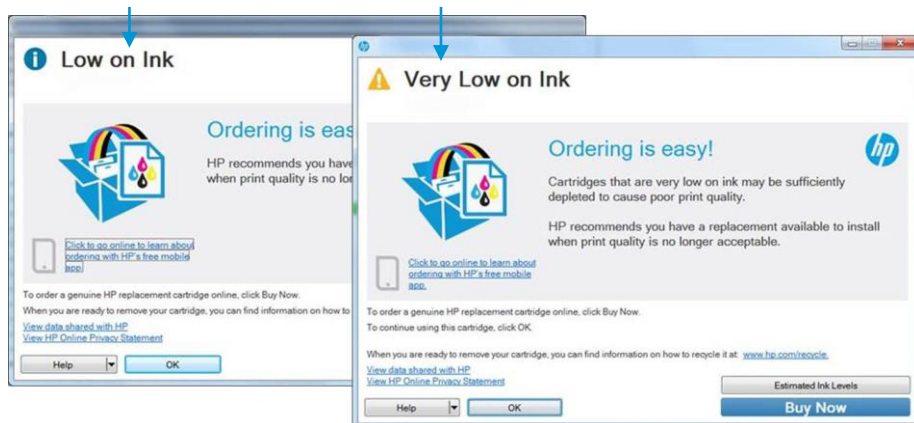 Low on Ink
Ordering is eas
HP recommends you have
when print quality is no lo
Click to go online to learn about
ordering with HP's free mobile
app.
To order a genuine HP replacement cartridge online, click Buy Now.
When you are ready to remove your cartridge, you can find information on how to
View data shared with HP
View HP Online Privacy Statement
Help
OK
Very Low on Ink
Ordering is easy!
hp
Cartridges that are very low on ink may be sufficiently
depleted to cause poor print quality.
HP recommends you have a replacement available to install
when print quality is no longer acceptable.
Click to go online to learn about
ordering with HP's free mobile
app.
To order a genuine HP replacement cartridge online, click Buy Now.
To continue using this cartridge, click OK.
When you are ready to remove your cartridge, you can find information on how to recycle it at: www.hp.com/recycle.
View data shared with HP
View HP Online Privacy Statement
Estimated Ink Levels
Help
OK
Buy Now